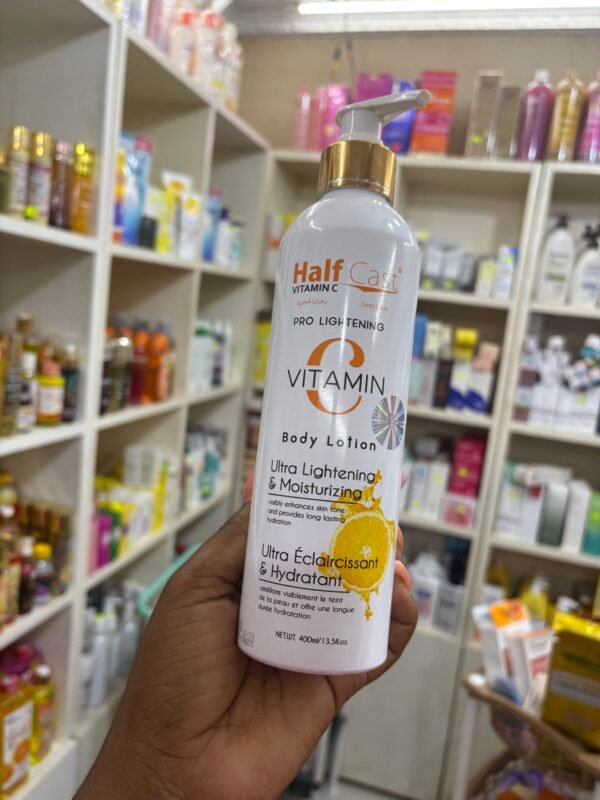 Half Cast®
VITAMIN C
PRO LIGHTENING
C
VITAMIN
Body Lotion
Ultra Lightening
& Moisturizing
visibly enhances skin tone
and provides long lasting
hydration
Ultra Éclaircissant
& Hydratant
améliore visiblement le teint
de la peau et offre une longue
durée hydratation
NET.WT. 400ml/13.5fl.oz.